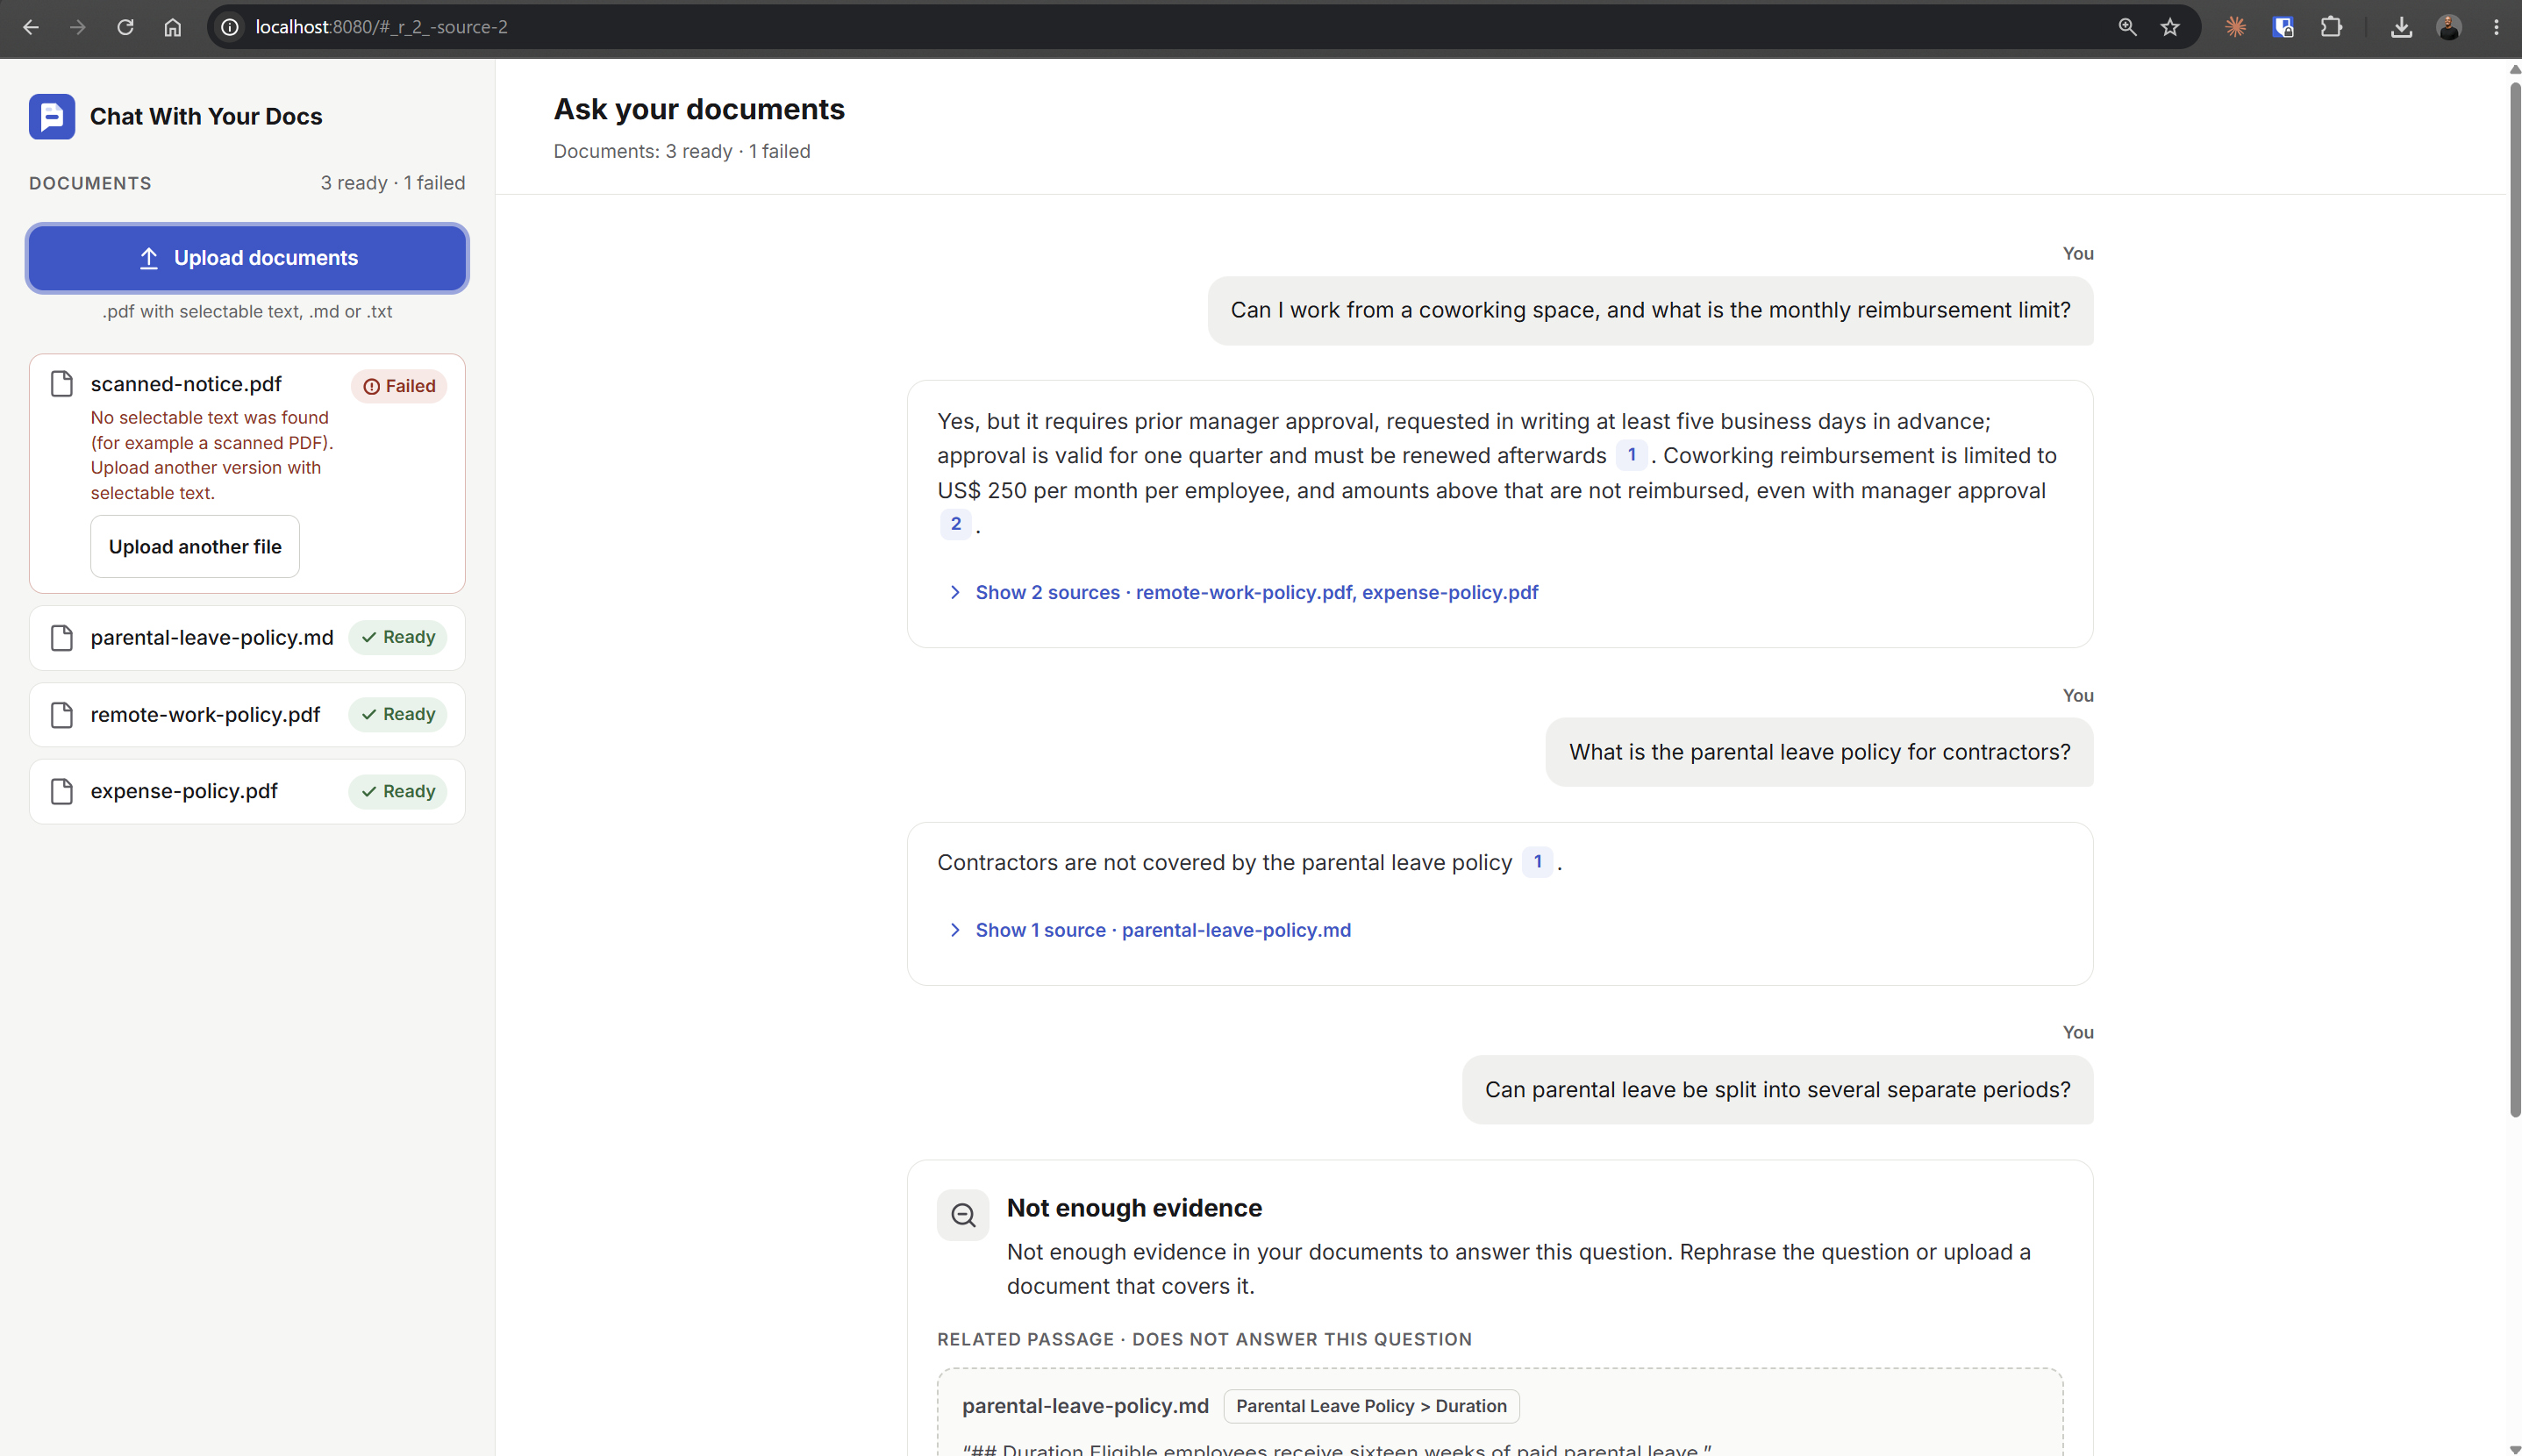 localhost:8080/#_r_2_-source-2
Chat With Your Docs
DOCUMENTS
3 ready · 1 failed
Upload documents
.pdf with selectable text, .md or .txt
scanned-notice.pdf
Failed
No selectable text was found
(for example a scanned PDF).
Upload another version with
selectable text.
Upload another file
parental-leave-policy.md
Ready
remote-work-policy.pdf
Ready
expense-policy.pdf
Ready
Ask your documents
Documents: 3 ready · 1 failed
You
Can I work from a coworking space, and what is the monthly reimbursement limit?
Yes, but it requires prior manager approval, requested in writing at least five business days in advance;
approval is valid for one quarter and must be renewed afterwards 1 . Coworking reimbursement is limited to
US$ 250 per month per employee, and amounts above that are not reimbursed, even with manager approval
2 .
Show 2 sources · remote-work-policy.pdf, expense-policy.pdf
You
What is the parental leave policy for contractors?
Contractors are not covered by the parental leave policy 1 .
Show 1 source · parental-leave-policy.md
You
Can parental leave be split into several separate periods?
Not enough evidence
Not enough evidence in your documents to answer this question. Rephrase the question or upload a
document that covers it.
RELATED PASSAGE · DOES NOT ANSWER THIS QUESTION
parental-leave-policy.md
Parental Leave Policy > Duration
“## Duration Eligible employees receive sixteen weeks of paid parental leave.”